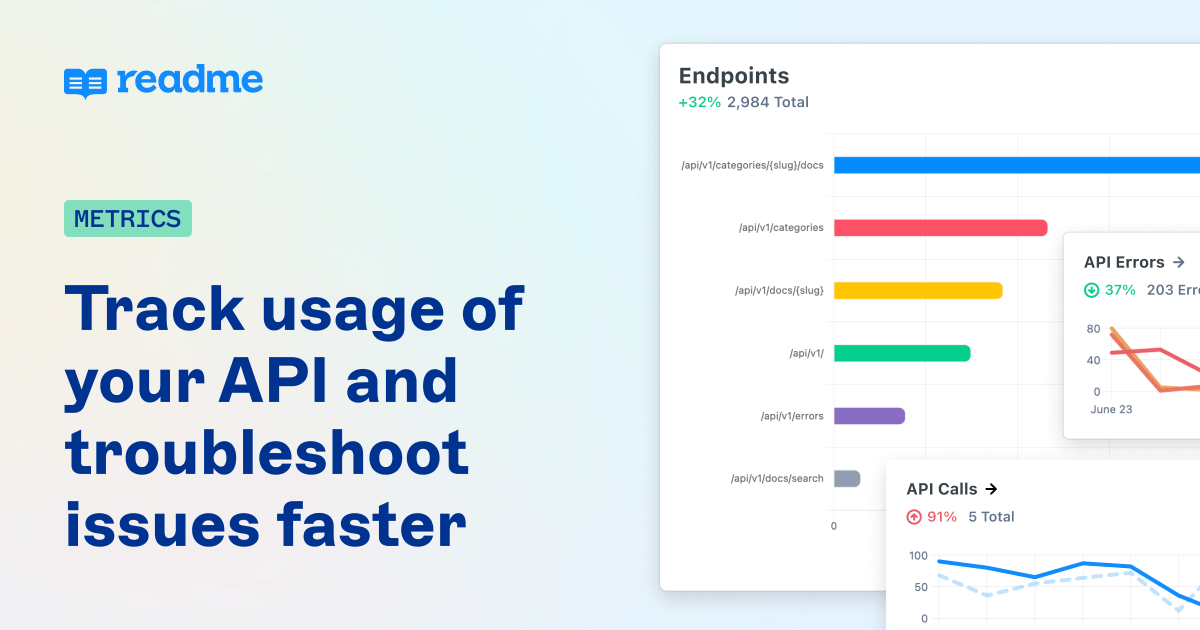 readme
METRICS
Track usage of
your API and
troubleshoot
issues faster
Endpoints
+32% 2,984 Total
/api/v1/categories/{slug}/docs
/api/v1/categories
/api/v1/docs/{slug}
/api/v1/
/api/v1/errors
/api/v1/docs/search
0
API Errors →
37% 203 Erro
80
40
0
June 23
API Calls →
91% 5 Total
100
50
0